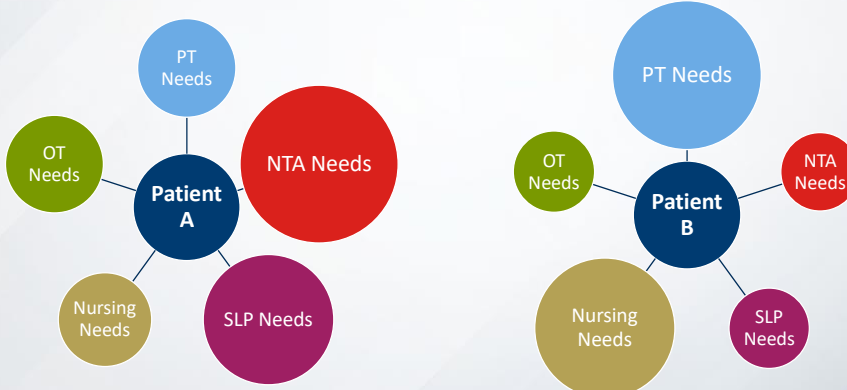 PT
Needs
OT
Needs
NTA Needs
Patient
A
Nursing
Needs
SLP Needs
PT Needs
OT
Needs
NTA
Needs
Patient
B
Nursing
Needs
SLP
Needs